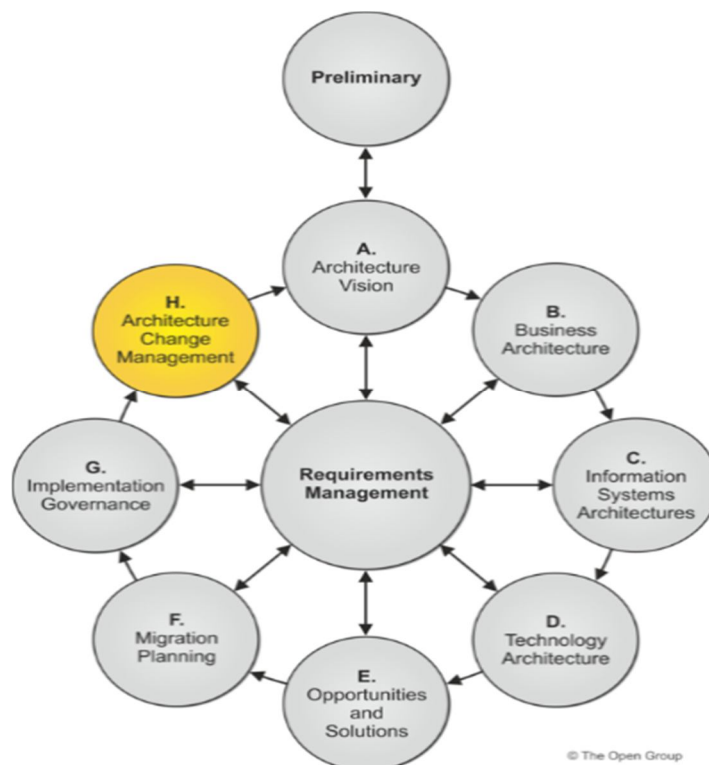 Preliminary
A.
Architecture
Vision
H.
Architecture
Change
Management
B.
Business
Architecture
G.
Implementation
Governance
Requirements
Management
C.
Information
Systems
Architectures
F.
Migration
Planning
D.
Technology
Architecture
E.
Opportunities
and
Solutions
© The Open Group